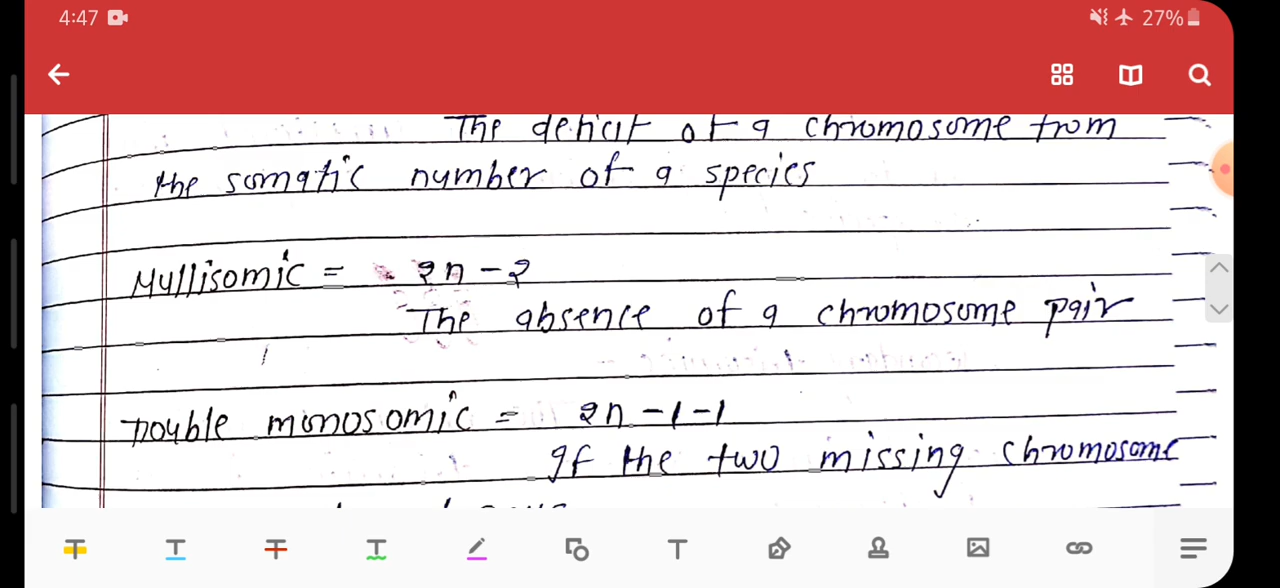 4:47
27%
The deficit of a chromosome from
the somatic number of a species
Nullisomic = 2n-2
The absence of a chromosome pair
Double monosomic = 2n-1-1
If the two missing chromosome